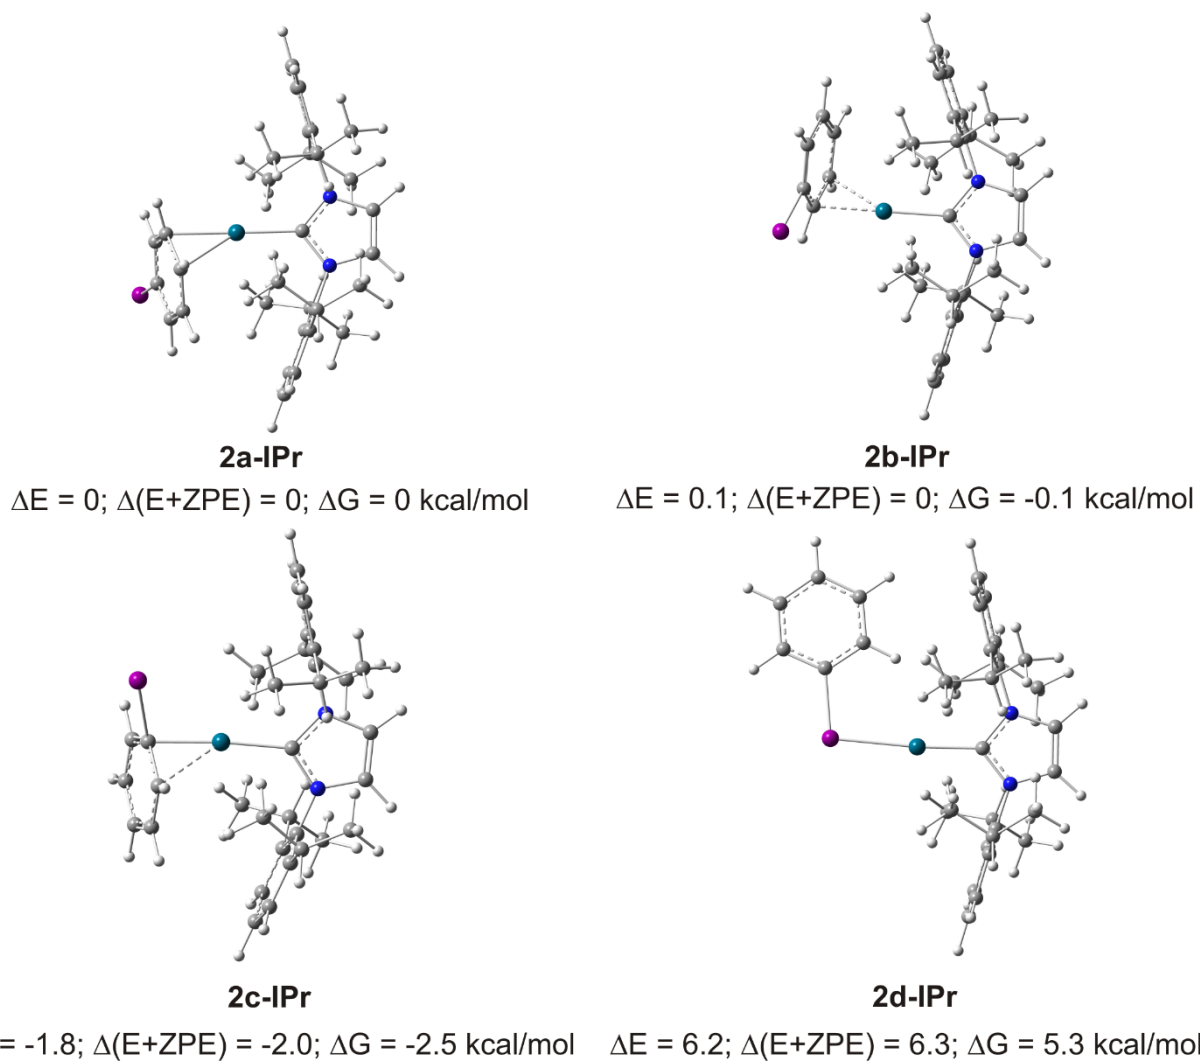 2a-IPr
ΔE = 0; Δ(E+ZPE) = 0; ΔG = 0 kcal/mol
2b-IPr
ΔE = 0.1; Δ(E+ZPE) = 0; ΔG = -0.1 kcal/mol
2c-IPr
= -1.8; Δ(E+ZPE) = -2.0; ΔG = -2.5 kcal/mol
2d-IPr
ΔE = 6.2; Δ(E+ZPE) = 6.3; ΔG = 5.3 kcal/mol